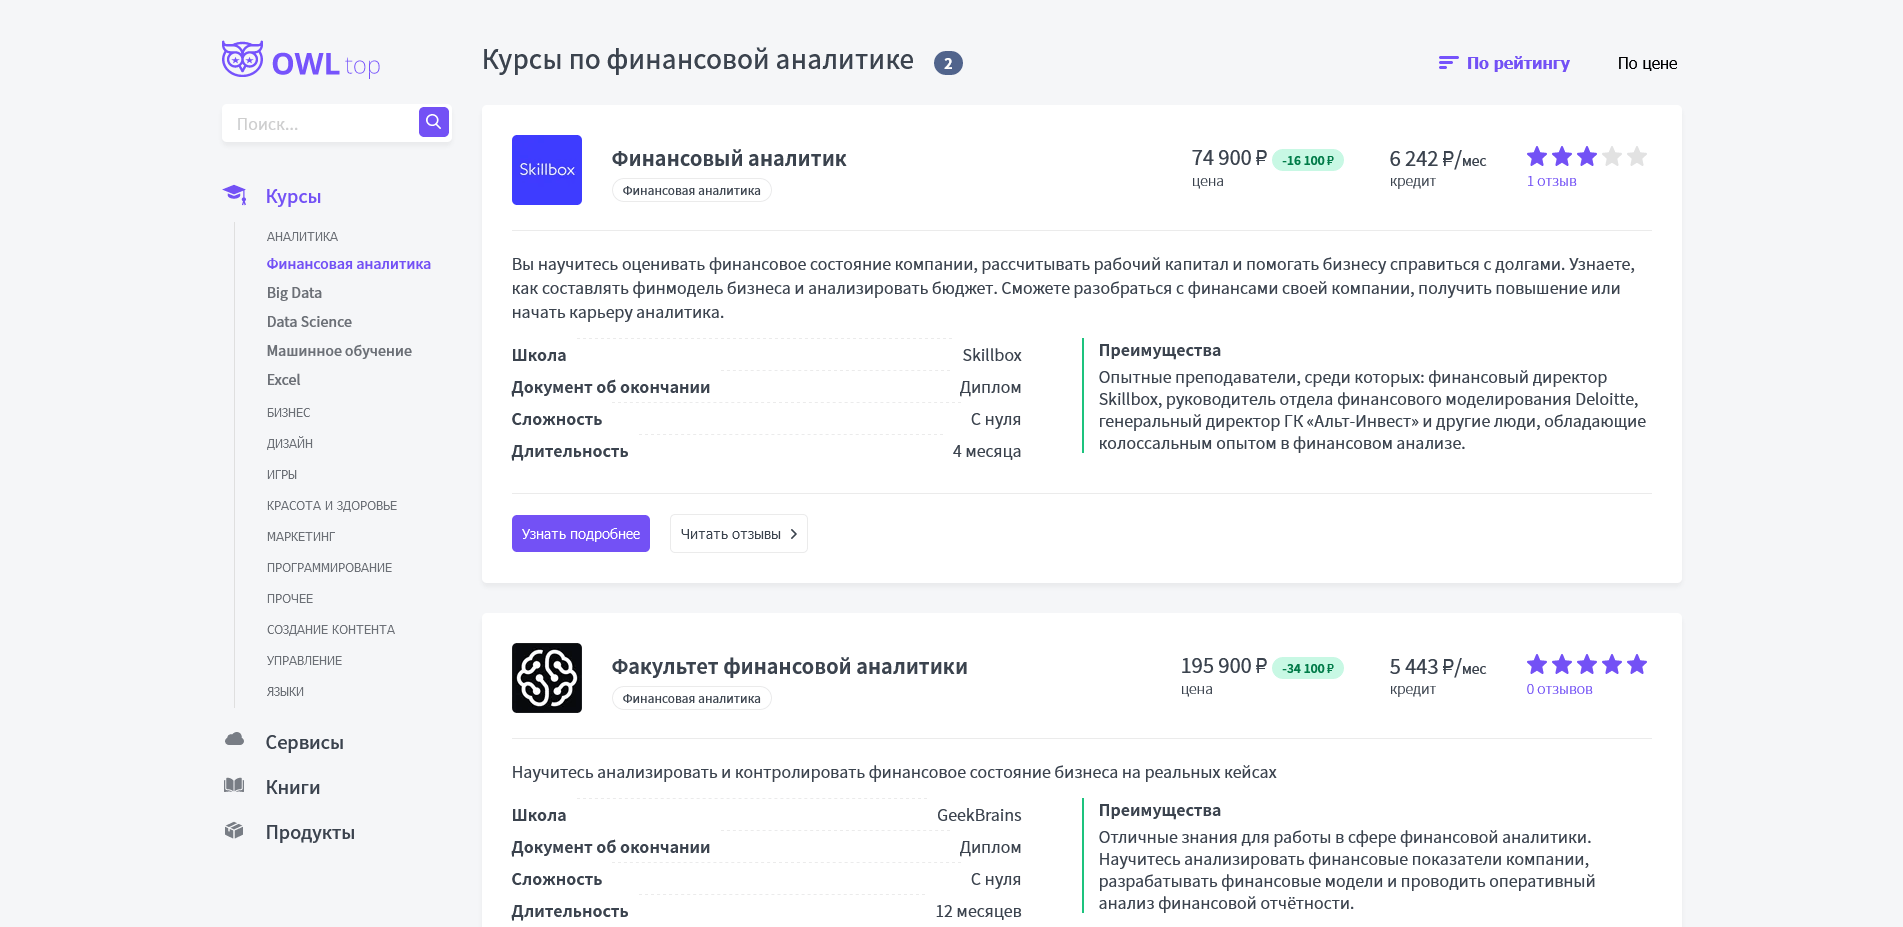 OWL top
Поиск...
Курсы
АНАЛИТИКА
Финансовая аналитика
Big Data
Data Science
Машинное обучение
Excel
БИЗНЕС
ДИЗАЙН
ИГРЫ
КРАСОТА И ЗДОРОВЬЕ
МАРКЕТИНГ
ПРОГРАММИРОВАНИЕ
ПРОЧЕЕ
СОЗДАНИЕ КОНТЕНТА
УПРАВЛЕНИЕ
ЯЗЫКИ
Сервисы
Книги
Продукты
Курсы по финансовой аналитике 2
По рейтингу По цене
Skillbox
Финансовый аналитик
Финансовая аналитика
74 900 ₽ -16 100 ₽
цена
6 242 ₽/мес
кредит
1 отзыв
Вы научитесь оценивать финансовое состояние компании, рассчитывать рабочий капитал и помогать бизнесу справиться с долгами. Узнаете,
как составлять финмодель бизнеса и анализировать бюджет. Сможете разобраться с финансами своей компании, получить повышение или
начать карьеру аналитика.
Школа Skillbox
Документ об окончании Диплом
Сложность С нуля
Длительность 4 месяца
Преимущества
Опытные преподаватели, среди которых: финансовый директор
Skillbox, руководитель отдела финансового моделирования Deloitte,
генеральный директор ГК «Альт-Инвест» и другие люди, обладающие
колоссальным опытом в финансовом анализе.
Узнать подробнее
Читать отзывы
Факультет финансовой аналитики
Финансовая аналитика
195 900 ₽ -34 100 ₽
цена
5 443 ₽/мес
кредит
0 отзывов
Научитесь анализировать и контролировать финансовое состояние бизнеса на реальных кейсах
Школа GeekBrains
Документ об окончании Диплом
Сложность С нуля
Длительность 12 месяцев
Преимущества
Отличные знания для работы в сфере финансовой аналитики.
Научитесь анализировать финансовые показатели компании,
разрабатывать финансовые модели и проводить оперативный
анализ финансовой отчётности.